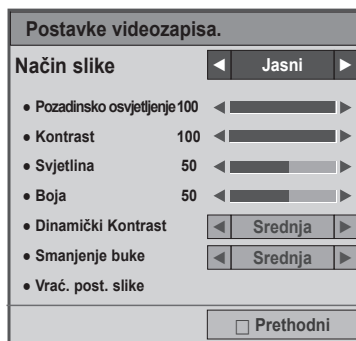 Postavke videozapisa.
Način slike ◄ Jasni ►
● Pozadinsko osvjetljenje 100
● Kontrast 100
● Svjetlina 50
● Boja 50
● Dinamički Kontrast ◄ Srednja ►
● Smanjenje buke ◄ Srednja ►
● Vrać. post. slike
□ Prethodni